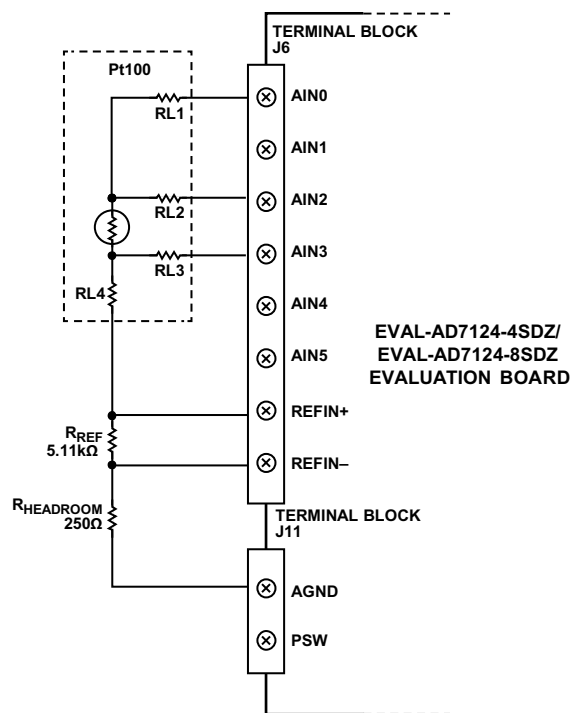 TERMINAL BLOCK
J6
Pt100
RL1
AIN0
AIN1
RL2
AIN2
RL3
AIN3
RL4
AIN4
AIN5
EVAL-AD7124-4SDZ/
EVAL-AD7124-8SDZ
EVALUATION BOARD
REFIN+
RREF
5.11kΩ
REFIN–
RHEADROOM
250Ω
TERMINAL BLOCK
J11
AGND
PSW